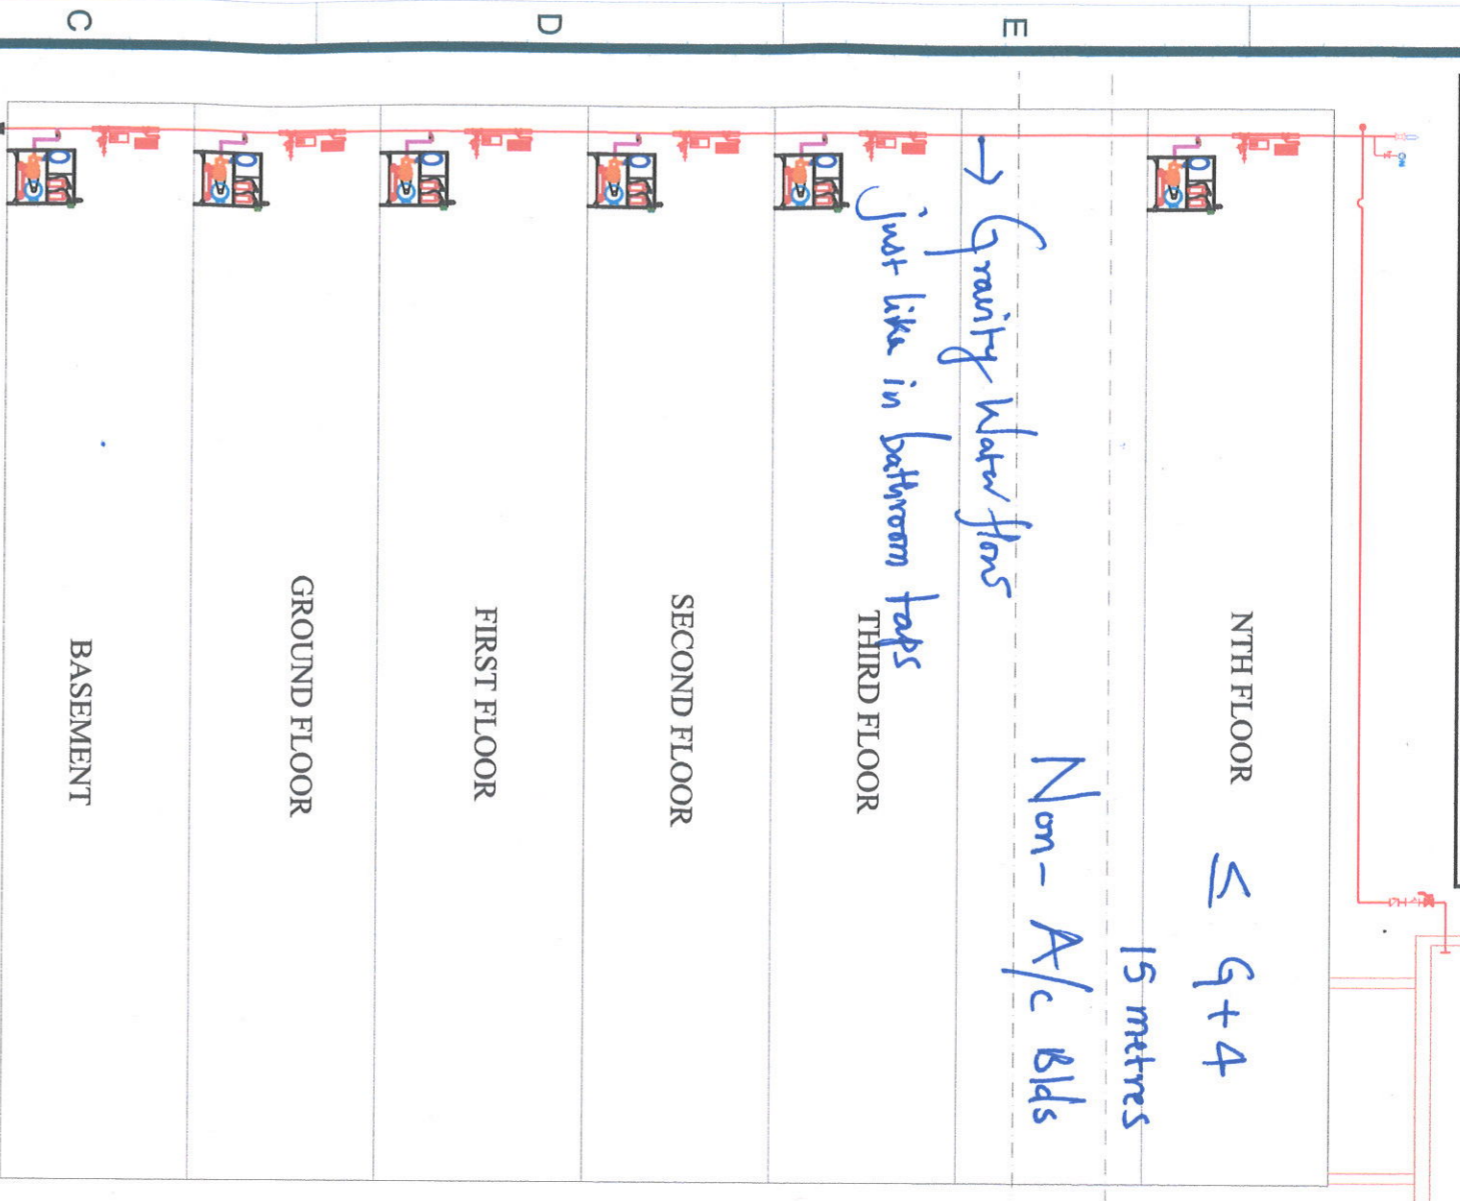 C
D
E
NTH FLOOR
≤ G+4
15 metres
Non- A/c Blds
→ Gravity Water flows
just like in bathroom taps
THIRD FLOOR
SECOND FLOOR
FIRST FLOOR
GROUND FLOOR
BASEMENT